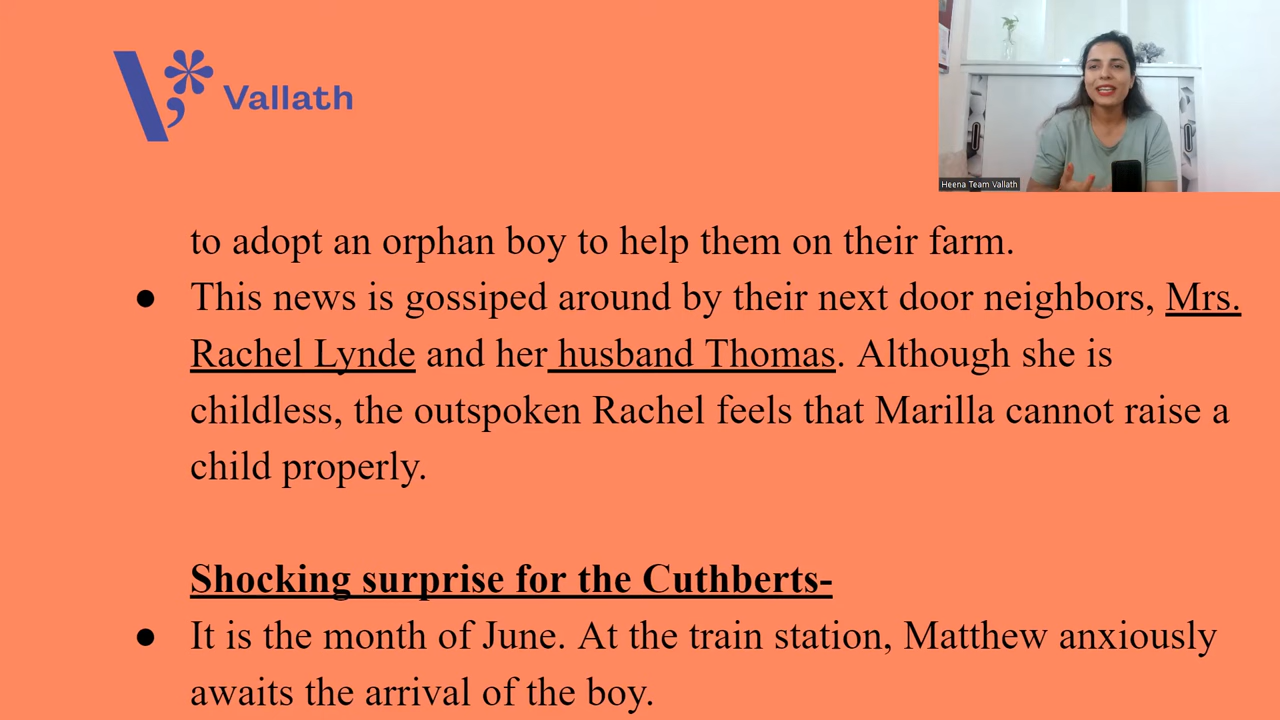 Vallath
Heena Team Vallath
to adopt an orphan boy to help them on their farm.
● This news is gossiped around by their next door neighbors, Mrs.
Rachel Lynde and her husband Thomas. Although she is
childless, the outspoken Rachel feels that Marilla cannot raise a
child properly.
Shocking surprise for the Cuthberts-
● It is the month of June. At the train station, Matthew anxiously
awaits the arrival of the boy.